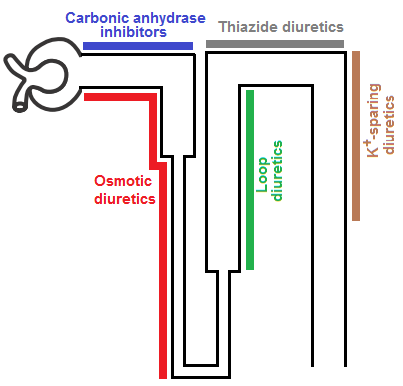 Carbonic anhydrase
inhibitors
Thiazide diuretics
K+-sparing
diuretics
Osmotic
diuretics
Loop
diuretics